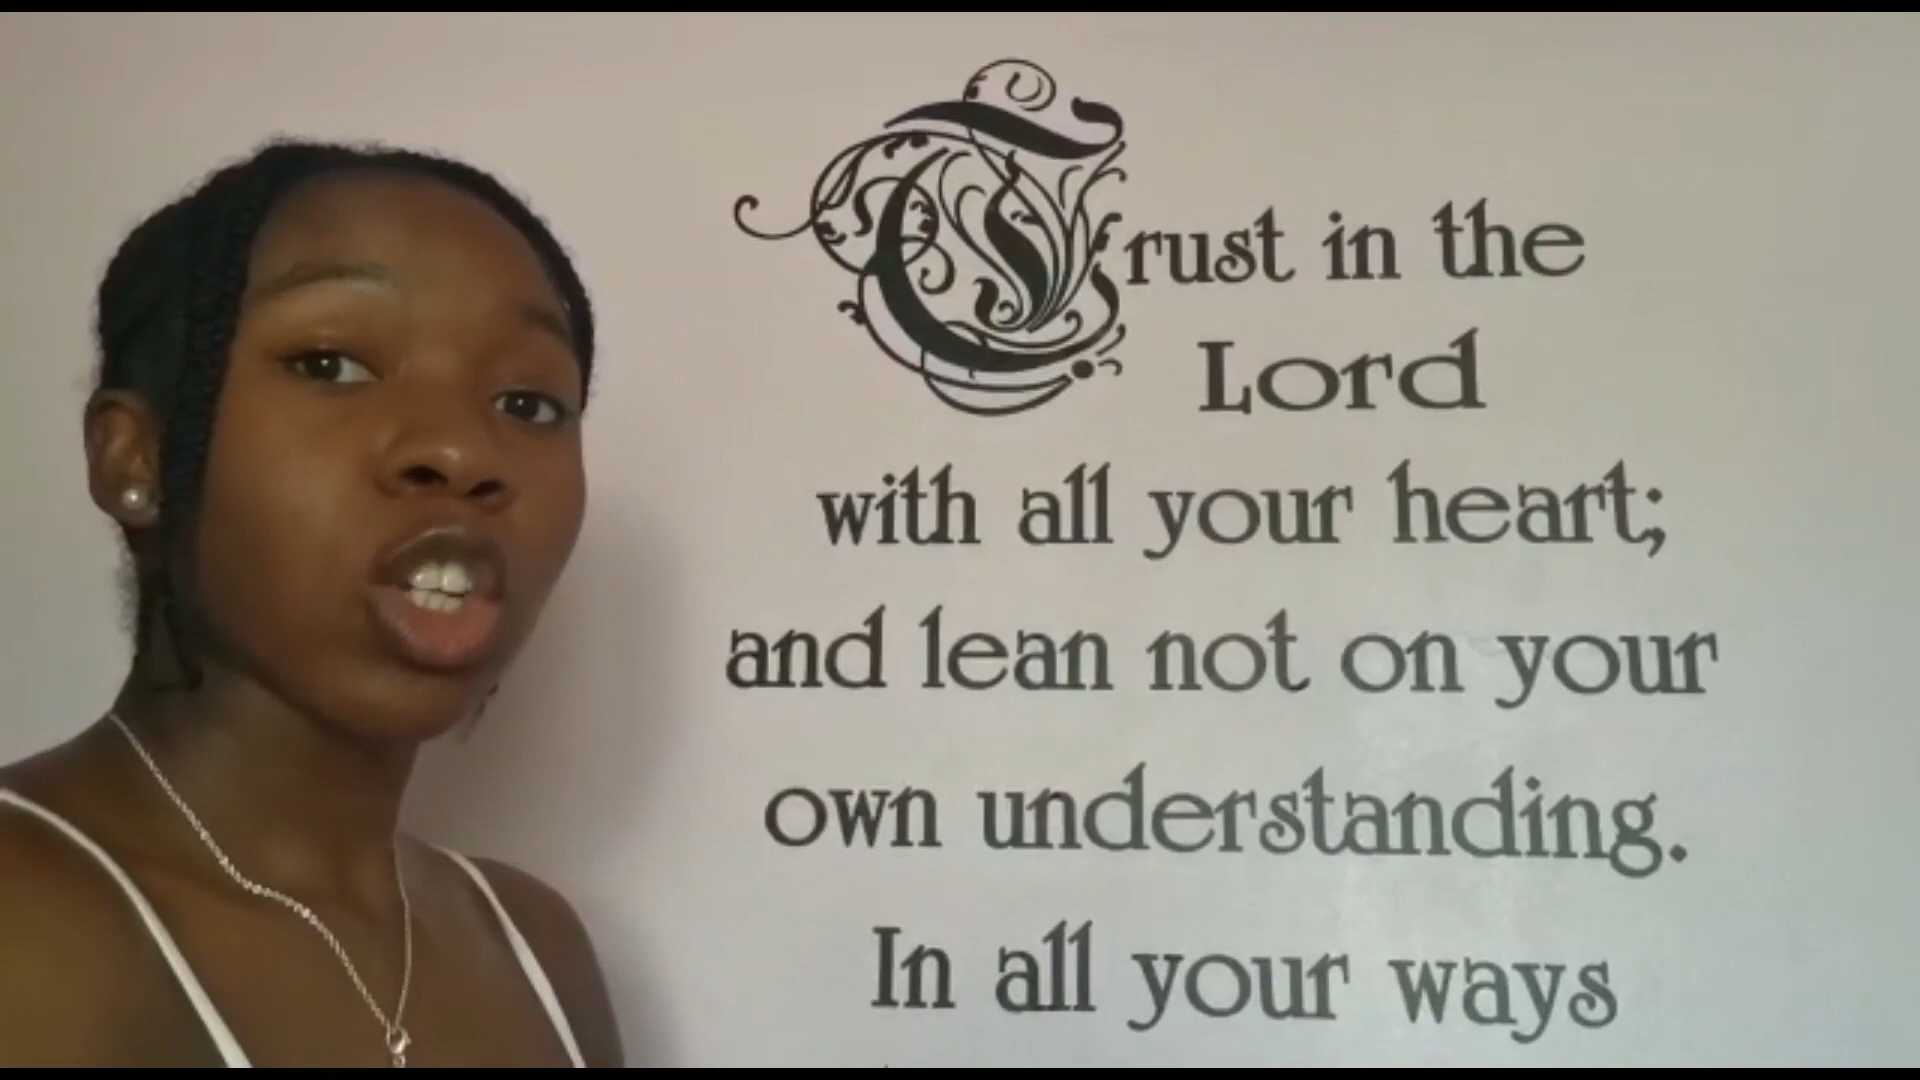 Trust in the
Lord
with all your heart;
and lean not on your
own understanding.
In all your ways